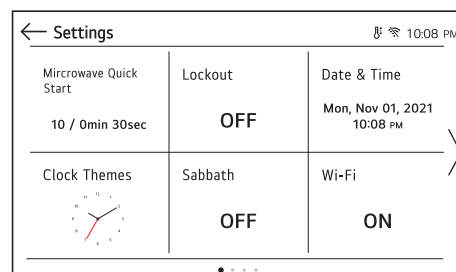 Settings
10:08 PM
Mircrowave Quick
Start
10 / 0min 30sec
Lockout
OFF
Date & Time
Mon, Nov 01, 2021
10:08 PM
Clock Themes
12
Sabbath
OFF
Wi-Fi
ON